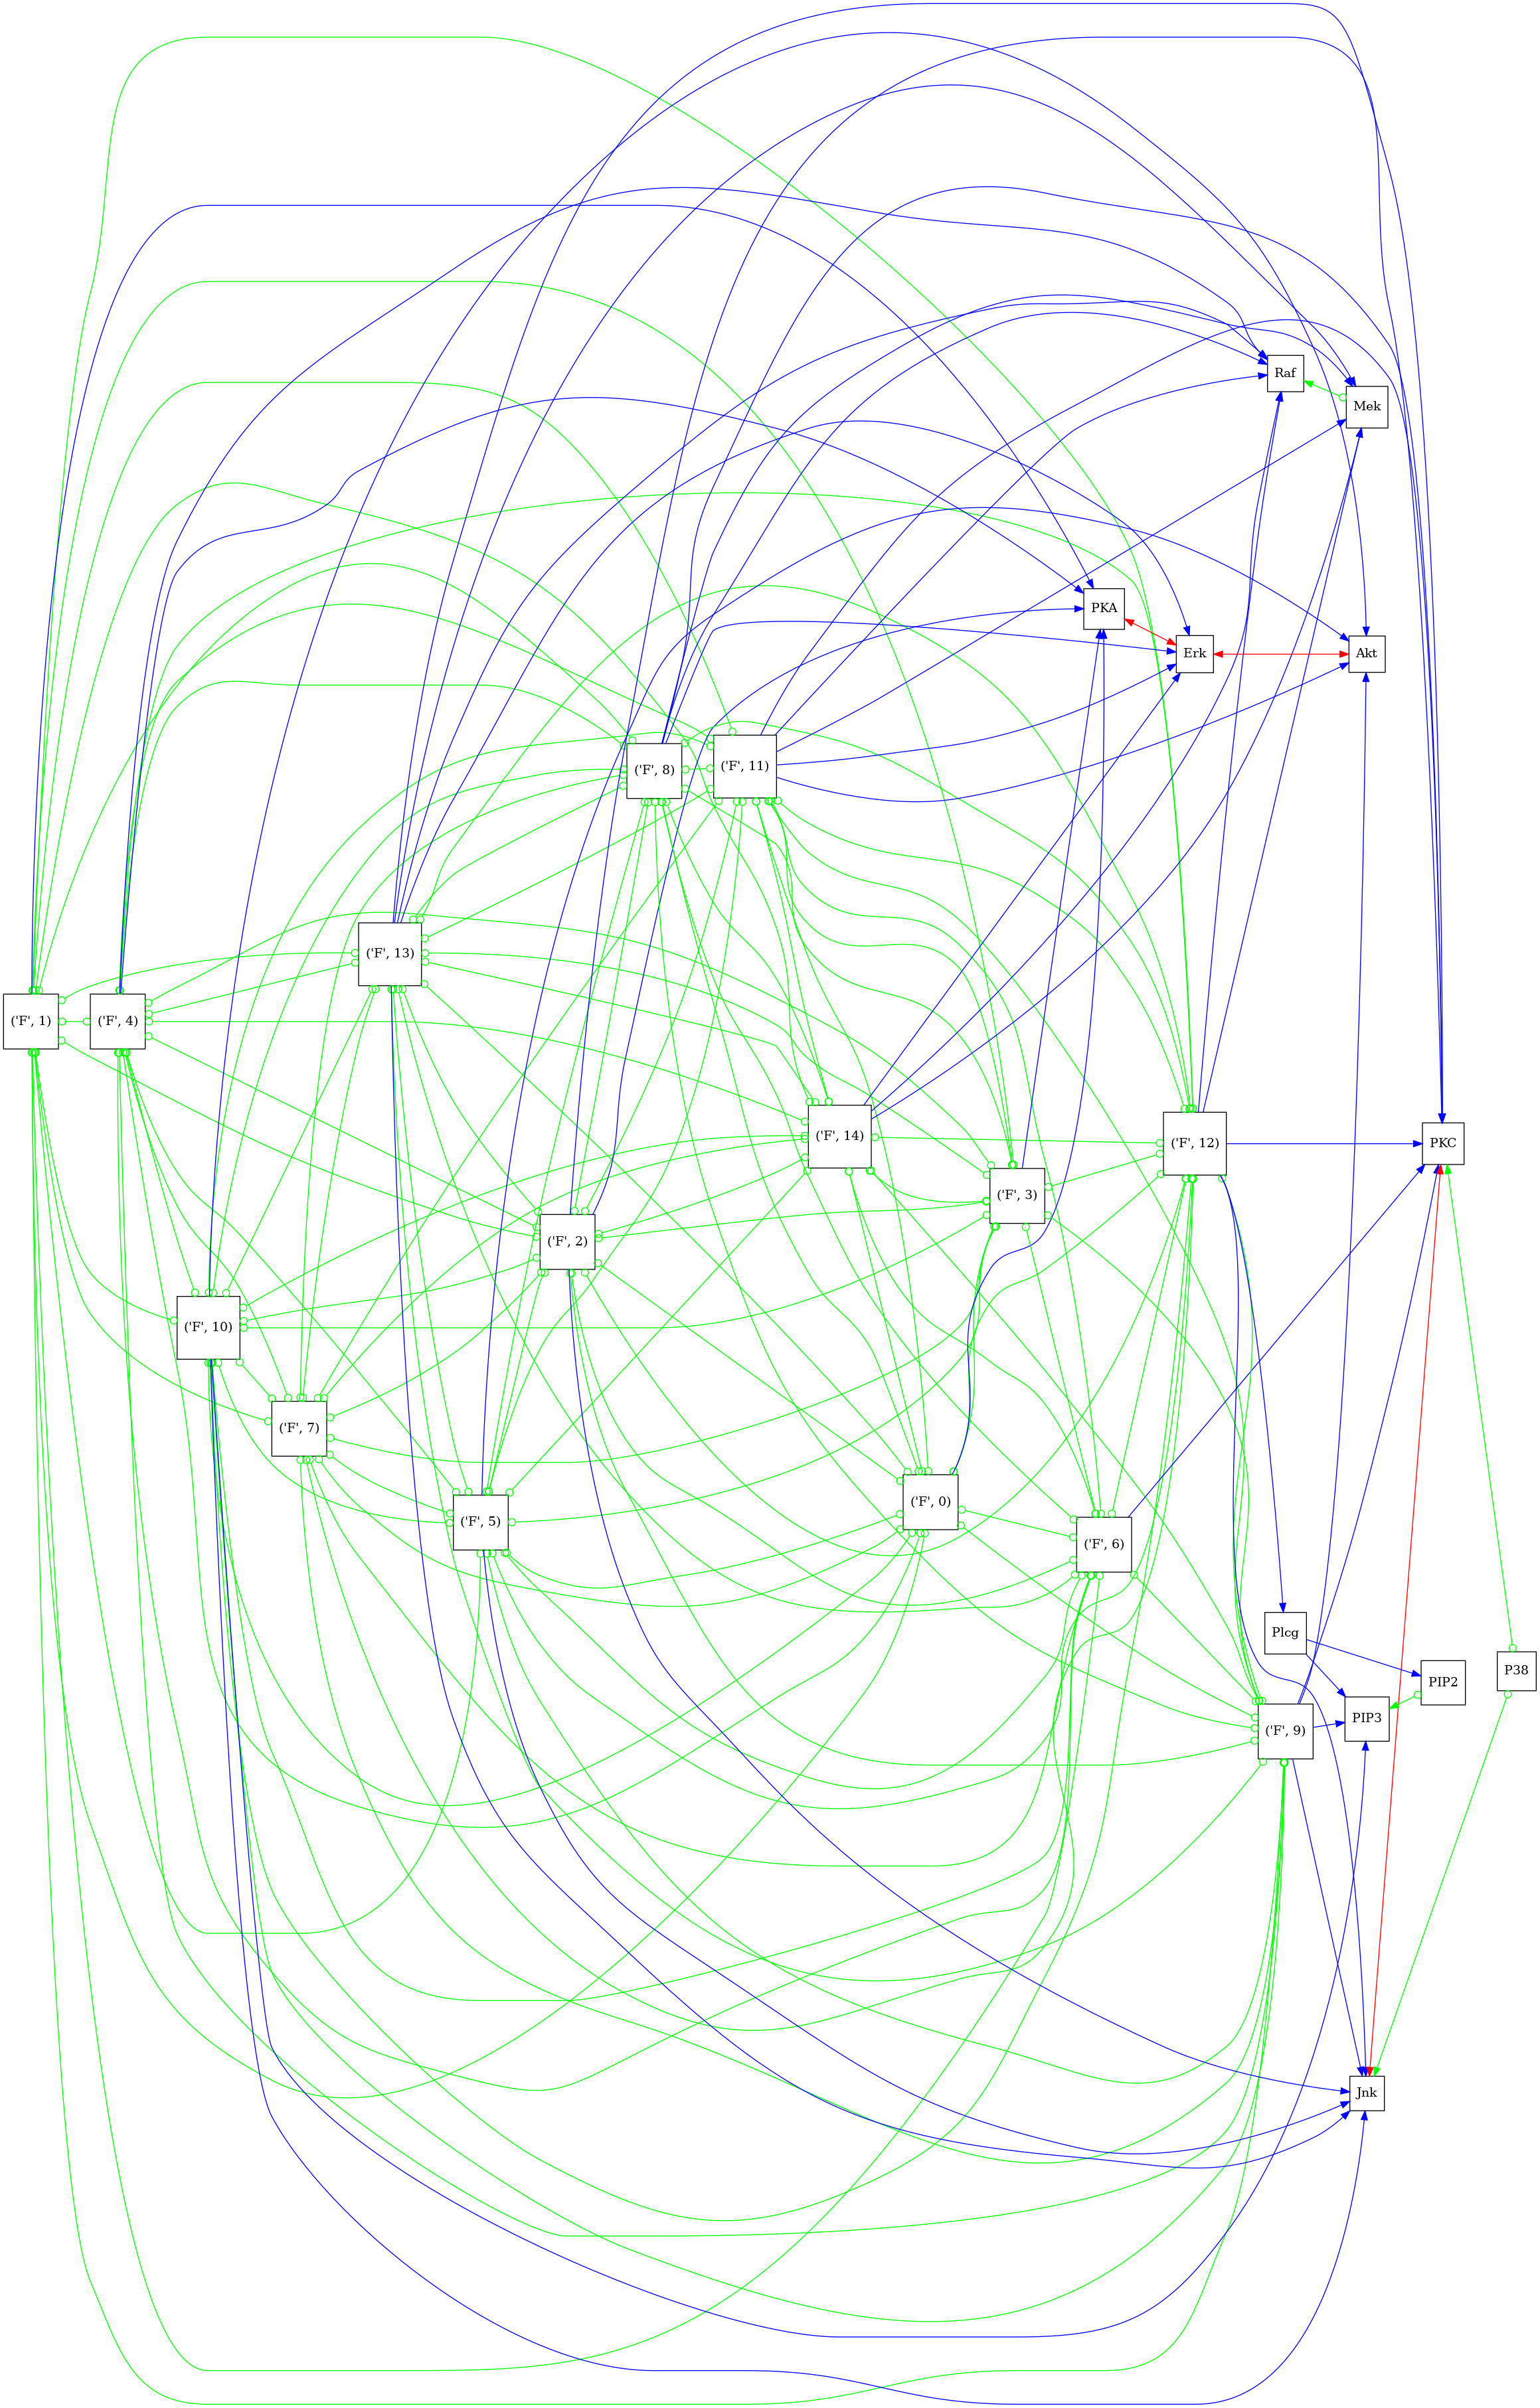 Raf
Mek
PKA
Erk
Akt
('F', 8)
('F', 11)
('F', 13)
('F', 1)
('F', 4)
('F', 14)
('F', 12)
PKC
('F', 3)
('F', 2)
('F', 10)
('F', 7)
('F', 0)
('F', 5)
('F', 6)
Plcg
P38
PIP2
PIP3
('F', 9)
Jnk